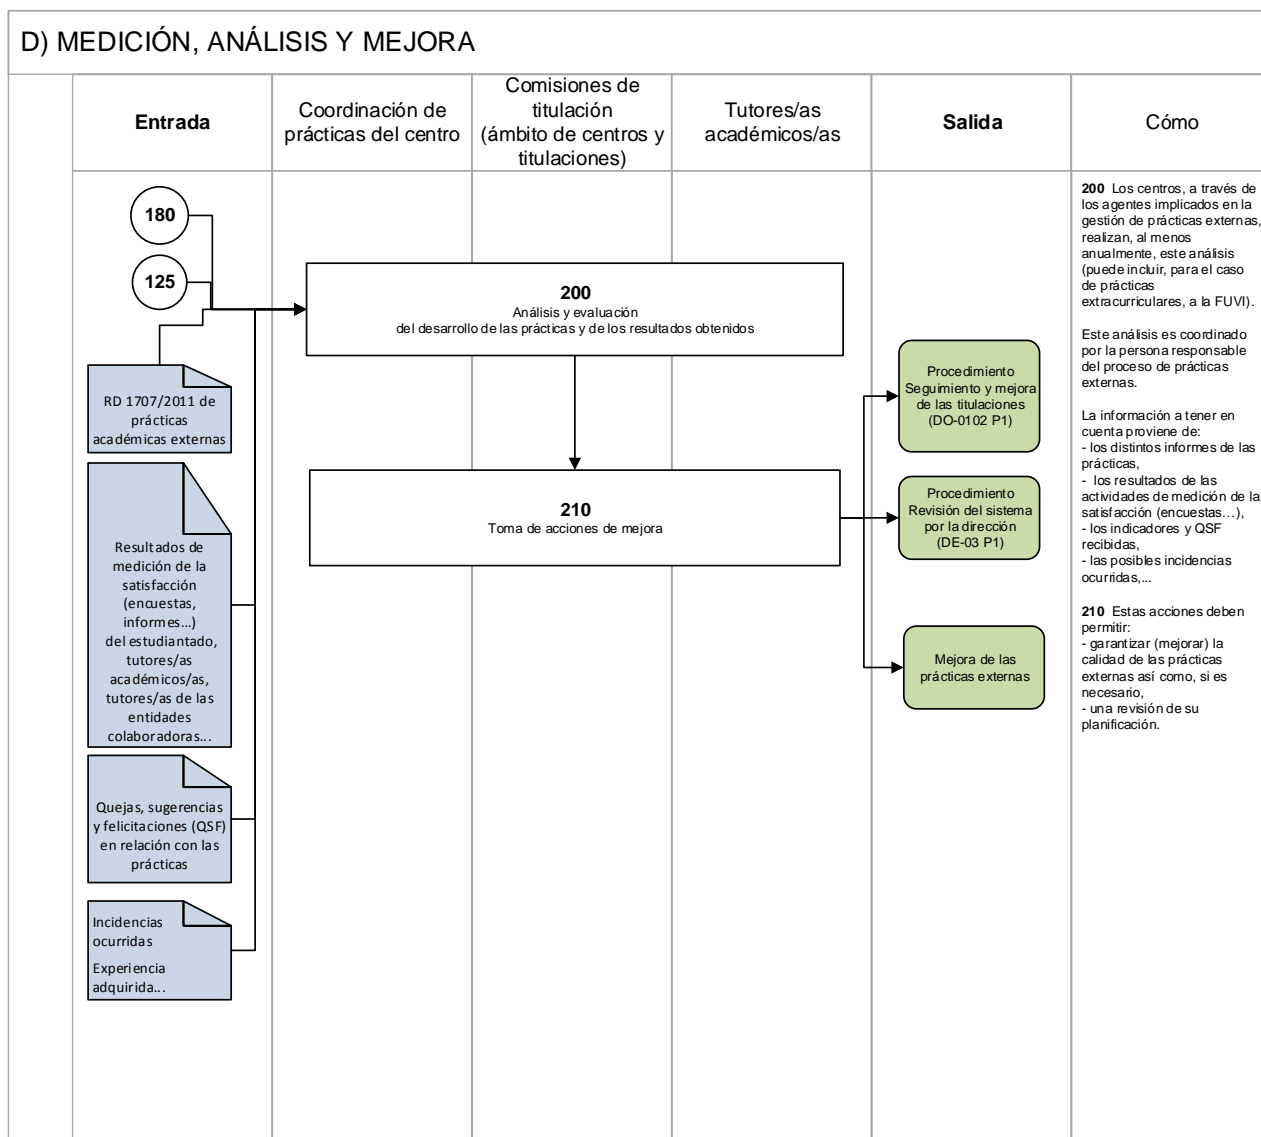 D) MEDICIÓN, ANÁLISIS Y MEJORA
Entrada
Coordinación de
prácticas del centro
Comisiones de
titulación
(ámbito de centros y
titulaciones)
Tutores/as
académicos/as
Salida
Cómo
180
125
RD 1707/2011 de
prácticas
académicas externas
Resultados de
medición de la
satisfacción
(encuestas,
informes...)
del estudiantado,
tutores/as
académicos/as,
tutores/as de las
entidades
colaboradoras...
Quejas, sugerencias
y felicitaciones (QSF)
en relación con las
prácticas
Incidencias
ocurridas
Experiencia
adquirida...
200
Análisis y evaluación
del desarrollo de las prácticas y de los resultados obtenidos
210
Toma de acciones de mejora
Procedimiento
Seguimiento y mejora
de las titulaciones
(DO-0102 P1)
Procedimiento
Revisión del sistema
por la dirección
(DE-03 P1)
Mejora de las
prácticas externas
200 Los centros, a través de
los agentes implicados en la
gestión de prácticas externas,
realizan, al menos
anualmente, este análisis
(puede incluir, para el caso
de prácticas
extracurriculares, a la FUVI).
Este análisis es coordinado
por la persona responsable
del proceso de prácticas
externas.
La información a tener en
cuenta proviene de:
- los distintos informes de las
prácticas,
- los resultados de las
actividades de medición de la
satisfacción (encuestas...),
- los indicadores y QSF
recibidas,
- las posibles incidencias
ocurridas,...
210 Estas acciones deben
permitir:
- garantizar (mejorar) la
calidad de las prácticas
externas así como, si es
necesario,
- una revisión de su
planificación.